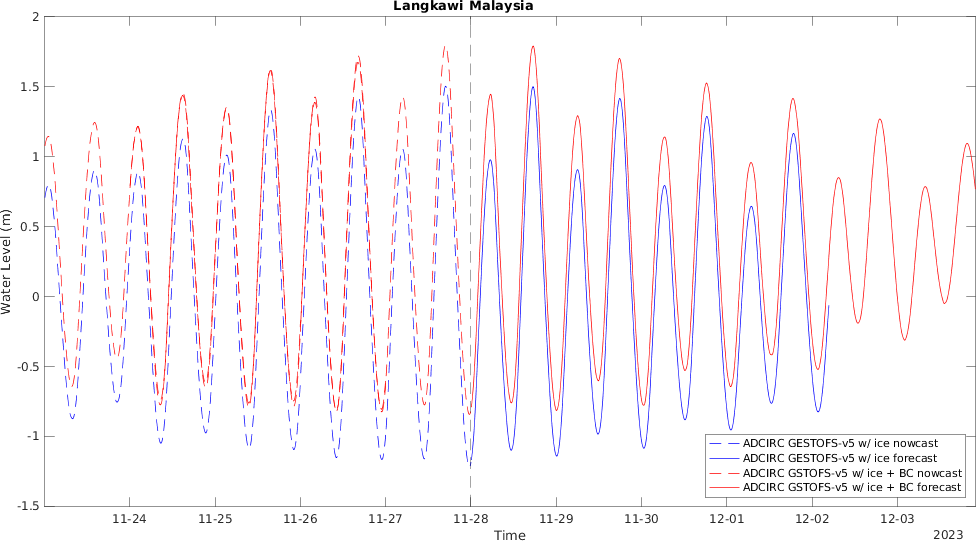 Langkawi Malaysia
2
1.5
1
0.5
0
-0.5
-1
-1.5
Water Level (m)
11-24 11-25 11-26 11-27 11-28 11-29 11-30 12-01 12-02 12-03
Time
2023
ADCIRC GESTOFS-v5 w/ ice nowcast
ADCIRC GESTOFS-v5 w/ ice forecast
ADCIRC GSTOFS-v5 w/ ice + BC nowcast
ADCIRC GSTOFS-v5 w/ ice + BC forecast